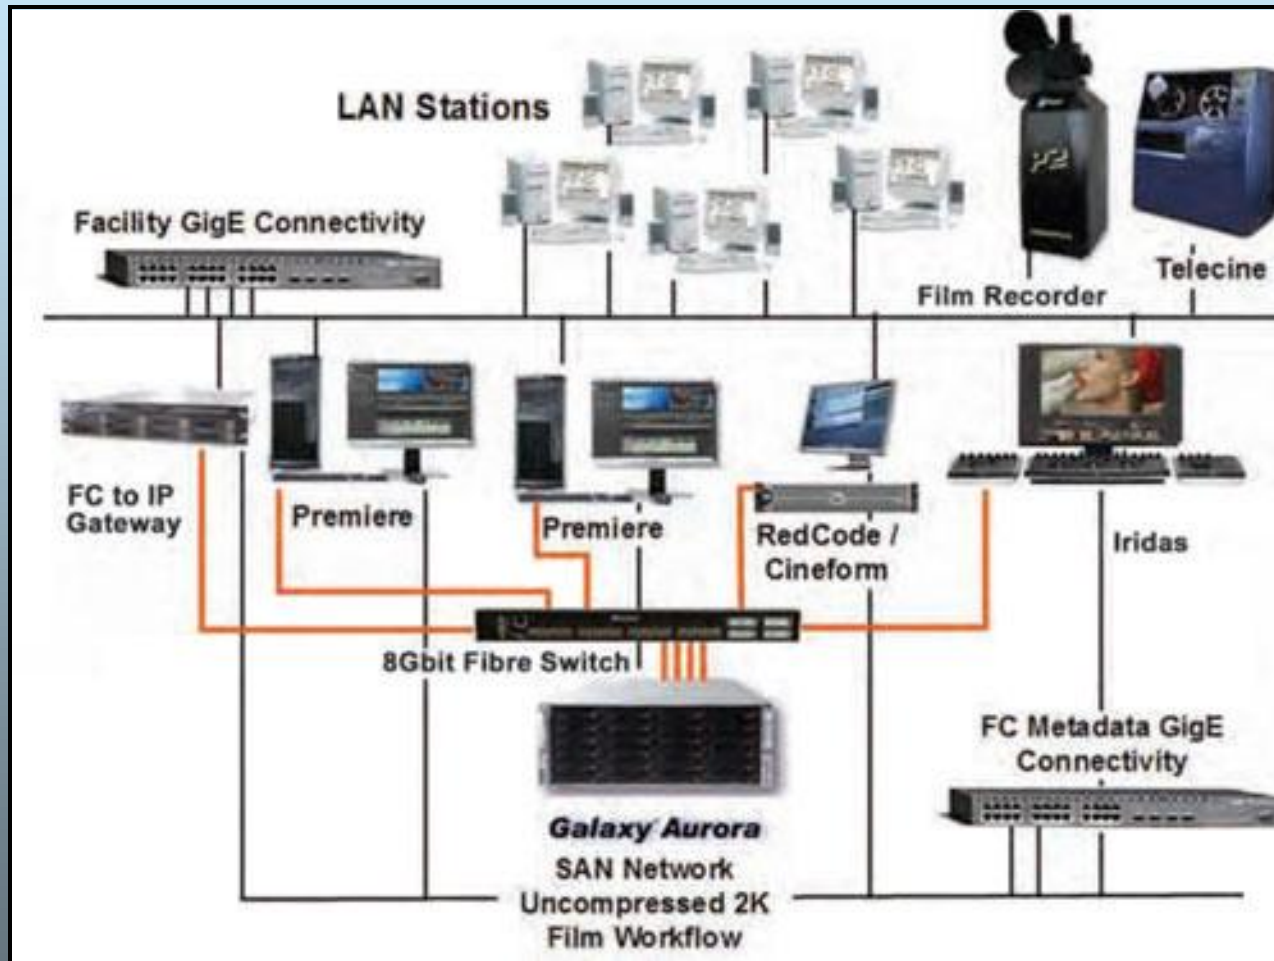 LAN Stations
Facility GigE Connectivity
Film Recorder
Telecine
FC to IP
Gateway
Premiere
Premiere
RedCode /
Cineform
Iridas
8Gbit Fibre Switch
FC Metadada GigE
Connectivity
Galaxy Aurora
SAN Network
Uncompressed 2K
Film Workflow